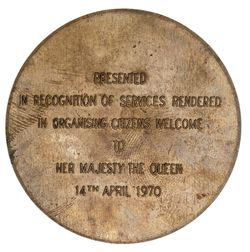 PRESENTED
IN RECOGNITION OF SERVICES RENDERED
IN ORGANISING CITIZENS WELCOME
TO
HER MAJESTY THE QUEEN
14TH APRIL 1970